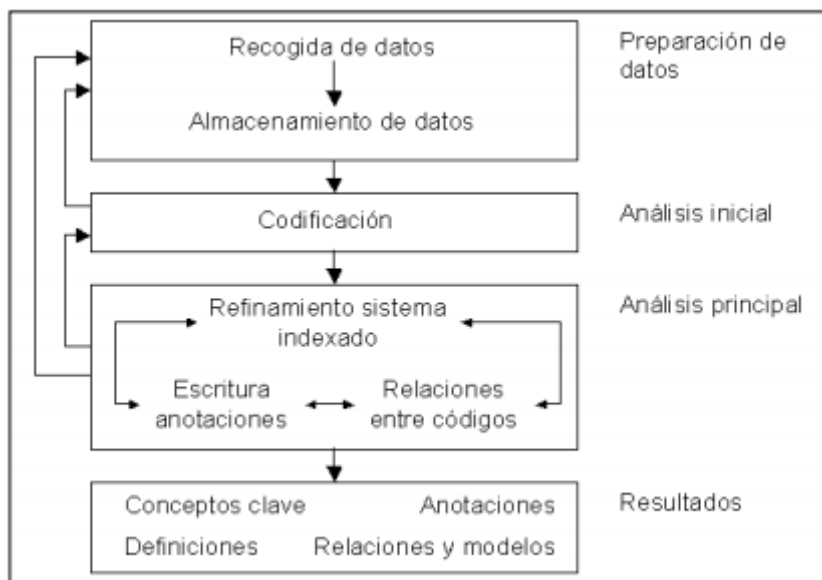 Recogida de datos
Preparación de
datos
Almacenamiento de datos
Codificación
Análisis inicial
Refinamiento sistema
indexado
Análisis principal
Escritura
anotaciones
Relaciones
entre códigos
Conceptos clave
Anotaciones
Resultados
Definiciones
Relaciones y modelos